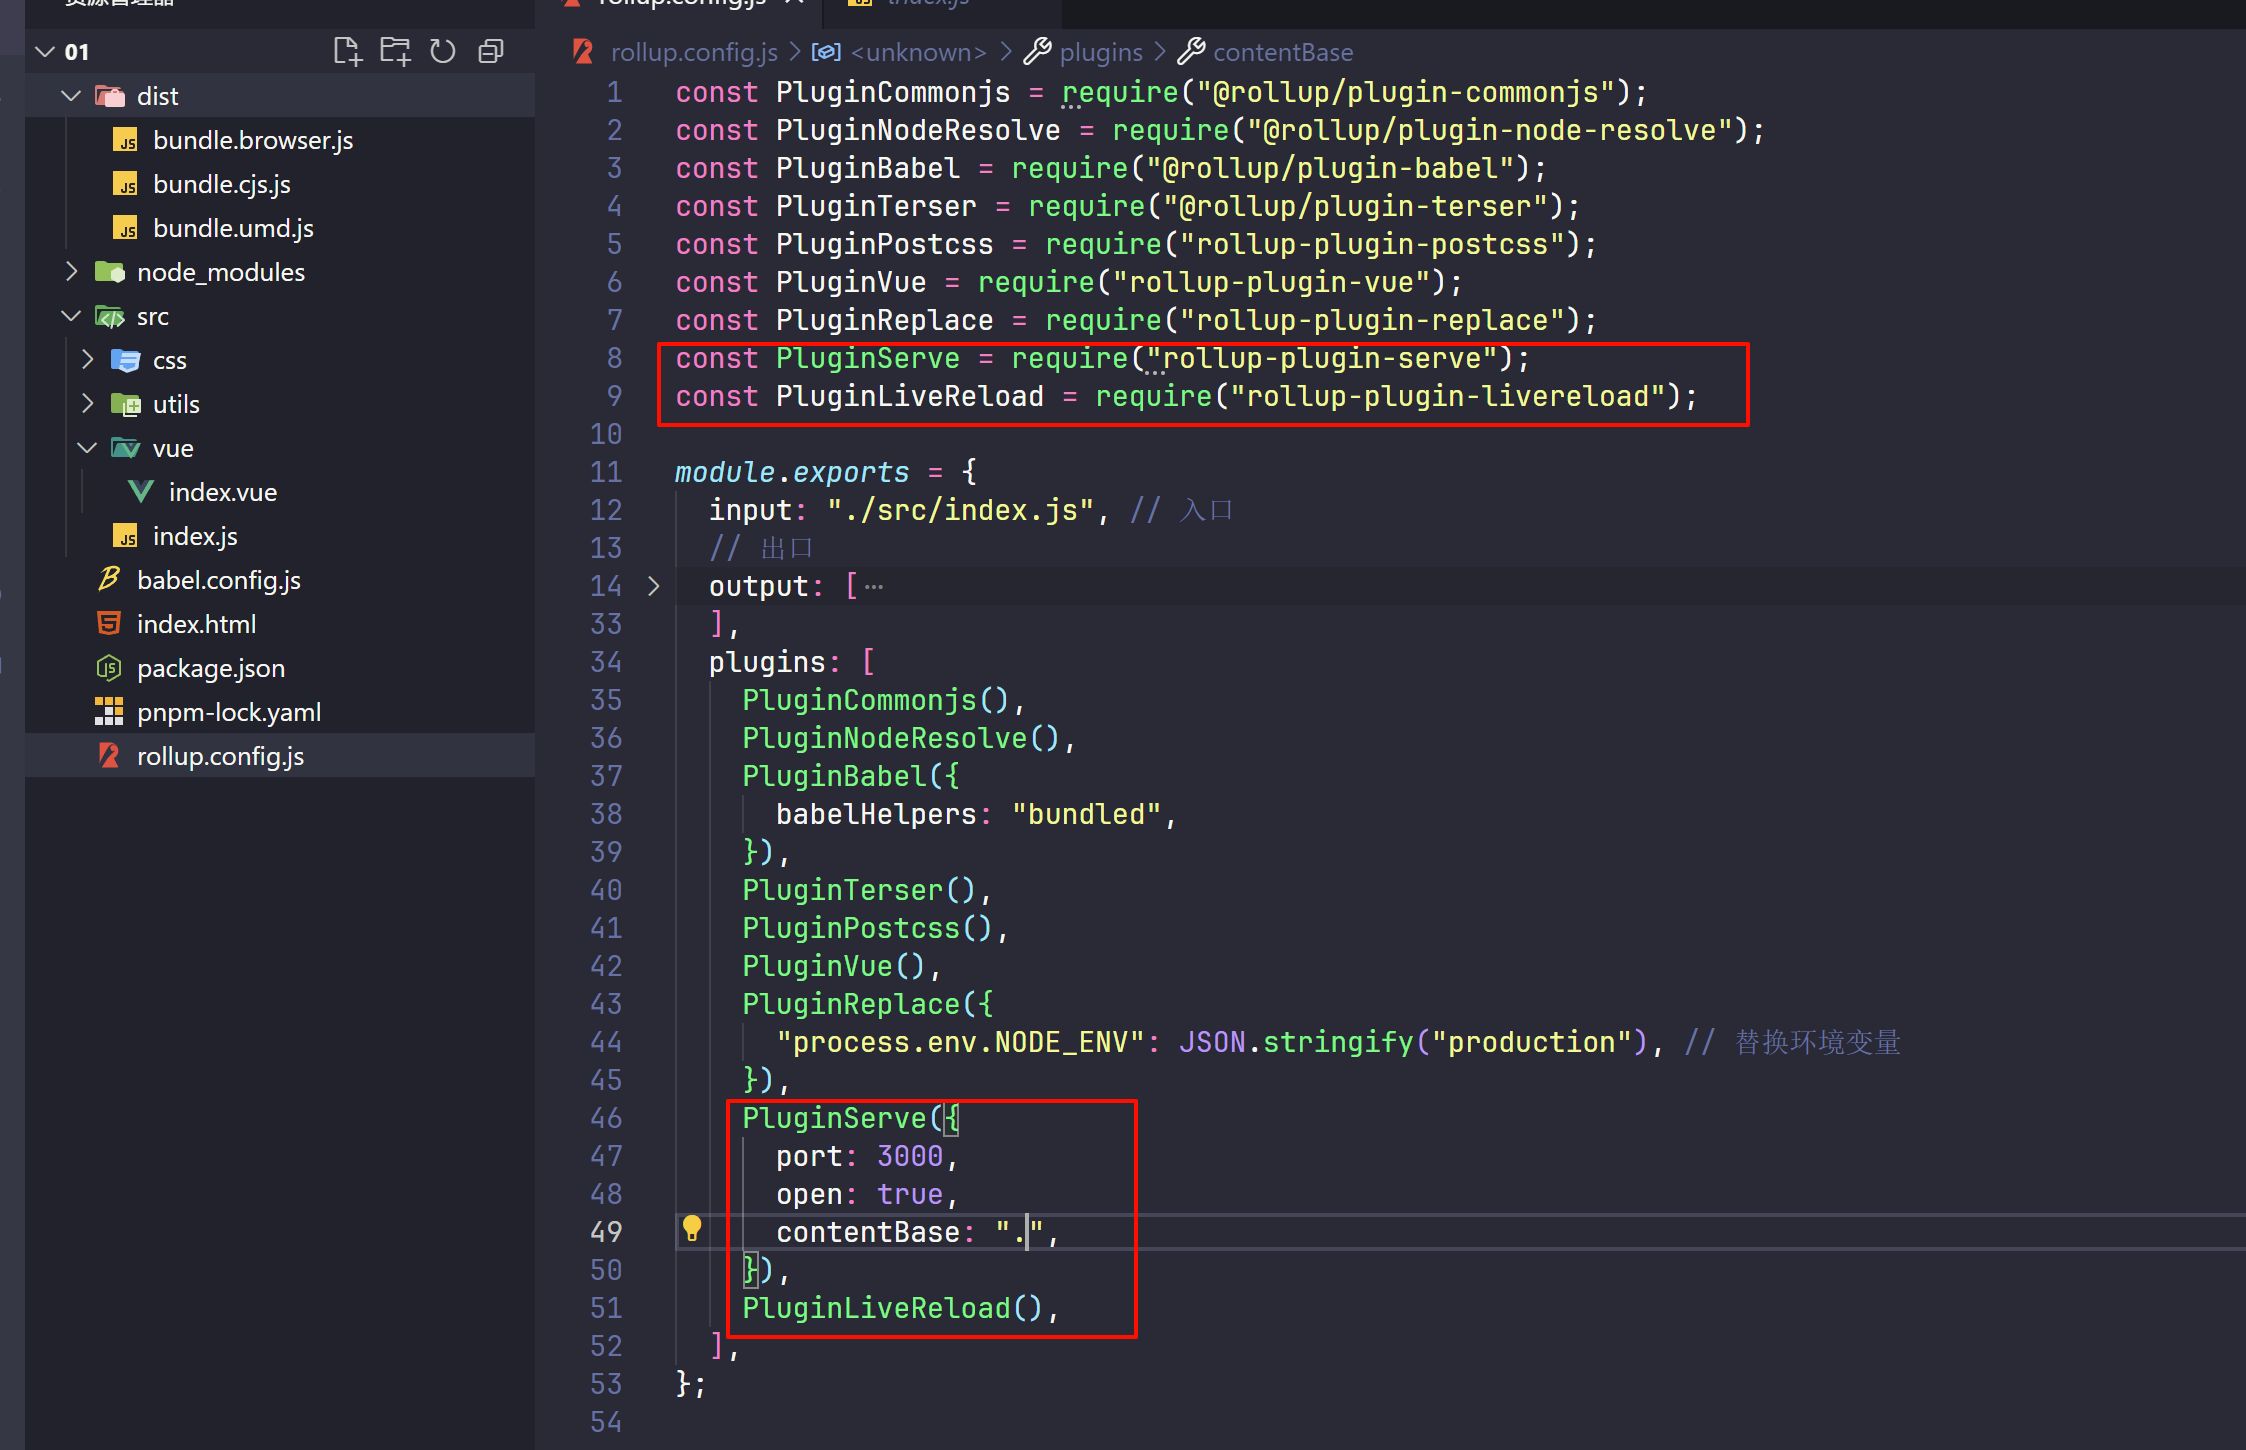 资源管理器
01
dist
bundle.browser.js
bundle.cjs.js
bundle.umd.js
node_modules
src
css
utils
vue
index.vue
index.js
babel.config.js
index.html
package.json
pnpm-lock.yaml
rollup.config.js
rollup.config.js
index.js
rollup.config.js > <unknown> > plugins > contentBase
1 const PluginCommonjs = require("@rollup/plugin-commonjs");
2 const PluginNodeResolve = require("@rollup/plugin-node-resolve");
3 const PluginBabel = require("@rollup/plugin-babel");
4 const PluginTerser = require("@rollup/plugin-terser");
5 const PluginPostcss = require("rollup-plugin-postcss");
6 const PluginVue = require("rollup-plugin-vue");
7 const PluginReplace = require("rollup-plugin-replace");
8 const PluginServe = require("rollup-plugin-serve");
9 const PluginLiveReload = require("rollup-plugin-livereload");
10
11 module.exports = {
12 input: "./src/index.js", // 入口
13 // 出口
14 output: [ ···
33 ],
34 plugins: [
35 PluginCommonjs(),
36 PluginNodeResolve(),
37 PluginBabel({
38 babelHelpers: "bundled",
39 }),
40 PluginTerser(),
41 PluginPostcss(),
42 PluginVue(),
43 PluginReplace({
44 "process.env.NODE_ENV": JSON.stringify("production"), // 替换环境变量
45 }),
46 PluginServe({
47 port: 3000,
48 open: true,
49 contentBase: ".",
50 }),
51 PluginLiveReload(),
52 ],
53 };
54